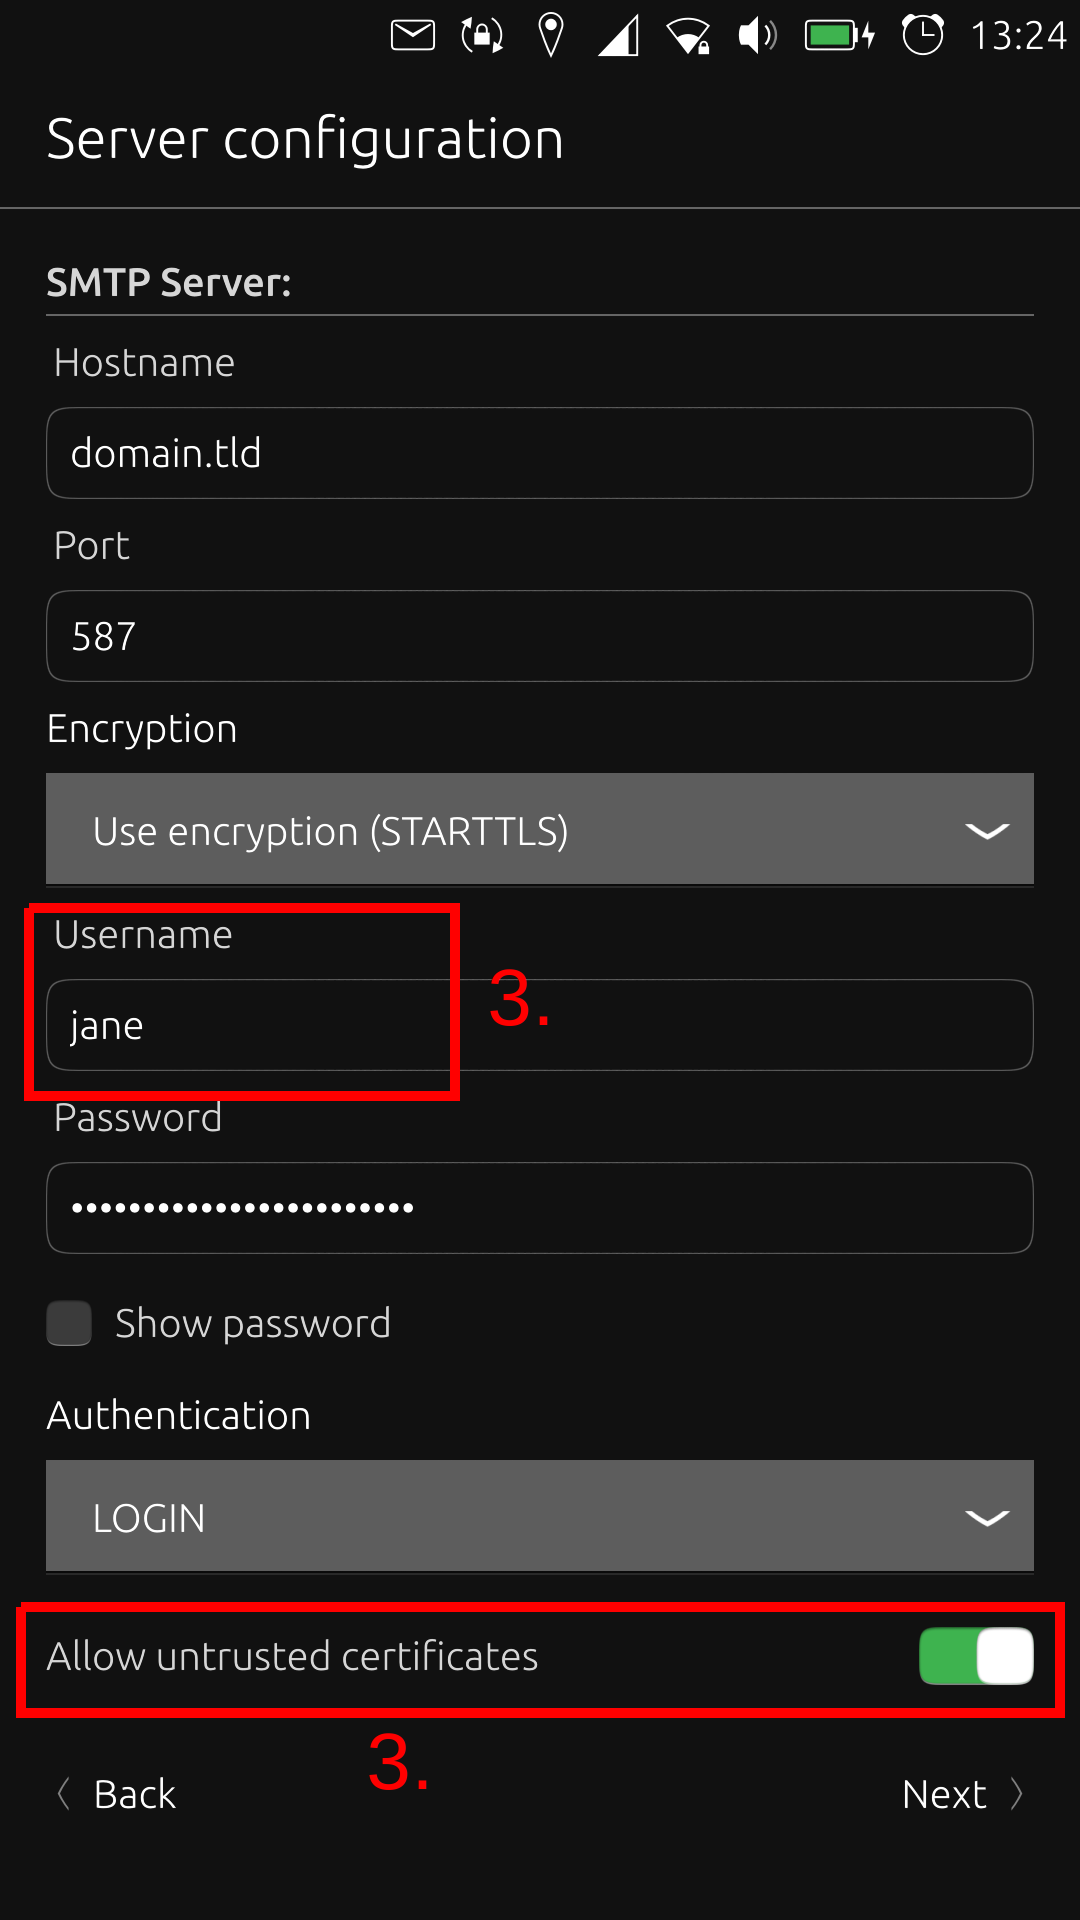 13:24
Server configuration
SMTP Server:
Hostname
domain.tld
Port
587
Encryption
Use encryption (STARTTLS)
Username
jane
3.
Password
••••••••••••••••••••••••
Show password
Authentication
LOGIN
Allow untrusted certificates
3.
Back Next